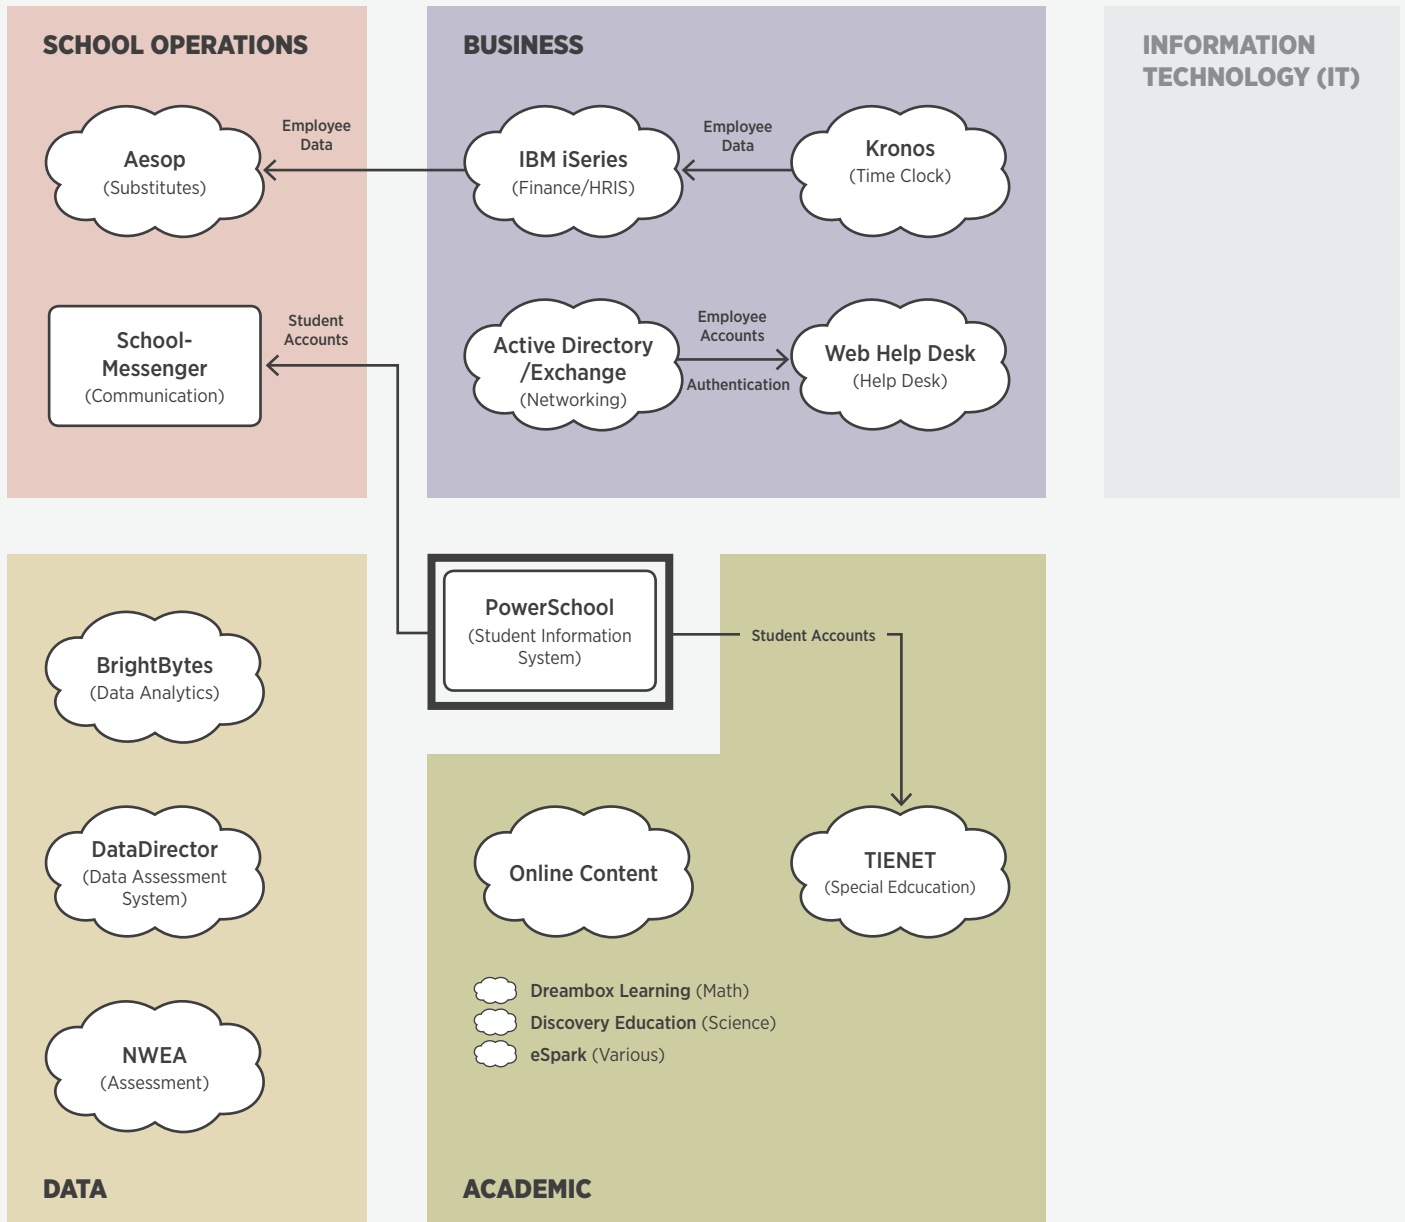 SCHOOL OPERATIONS
Aesop
(Substitutes)
Employee
Data
School-
Messenger
(Communication)
Student
Accounts
BUSINESS
IBM iSeries
(Finance/HRIS)
Employee
Data
Kronos
(Time Clock)
Active Directory
/Exchange
(Networking)
Employee
Accounts
Authentication
Web Help Desk
(Help Desk)
INFORMATION
TECHNOLOGY (IT)
BrightBytes
(Data Analytics)
DataDirector
(Data Assessment
System)
NWEA
(Assessment)
DATA
PowerSchool
(Student Information
System)
Student Accounts
Online Content
TIENET
(Special Edcucation)
Dreambox Learning (Math)
Discovery Education (Science)
eSpark (Various)
ACADEMIC